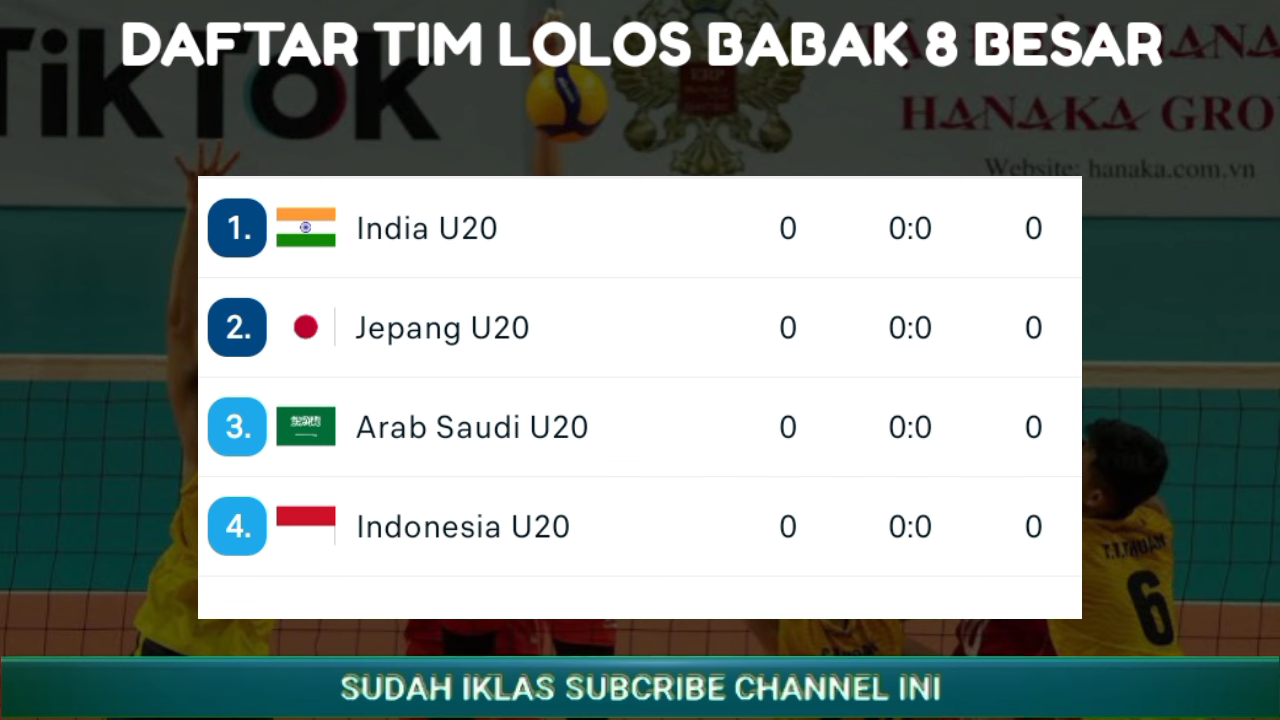 DAFTAR TIM LOLOS BABAK 8 BESAR
TikTok
HANAKA GRO
Website: hanaka.com.vn
1. India U20 0 0:0 0
2. Jepang U20 0 0:0 0
3. Arab Saudi U20 0 0:0 0
4. Indonesia U20 0 0:0 0
6
SUDAH IKLAS SUBCRIBE CHANNEL INI